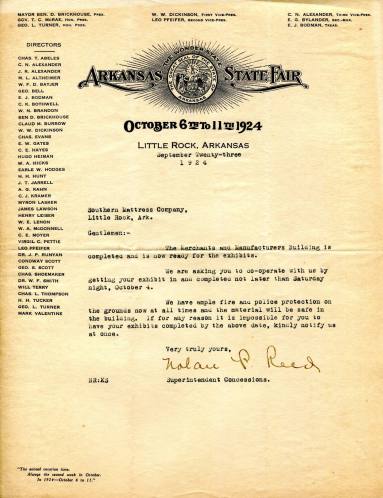 MAYOR BEN. D. BRICKHOUSE, HON. PRES.
GOV. T. C. McRAE, HON. PRES.
GEO. L. TURNER, HON. PRES.
W. W. DICKINSON, FIRST VICE-PRES.
LEO PFEIFER, SECOND VICE-PRES.
C. N. ALEXANDER, THIRD VICE-PRES.
E. G. BYLANDER, SEC-MGR.
E. J. BODMAN, TREAS.
THE WONDER STATE
ARKANSAS STATE FAIR
OCTOBER 6TH TO 11TH 1924
LITTLE ROCK, ARKANSAS
September Twenty-three
1924
DIRECTORS
CHAS. T. ABELES
C. N. ALEXANDER
J. R. ALEXANDER
M. L. ALTHEIMER
W. F. D. BATJER
GEO. BELL
E. J. BODMAN
C. K. BOTHWELL
W. N. BRANDON
BEN D. BRICKHOUSE
CLAUD M. BURROW
W. W. DICKINSON
CHAS. EVANS
E. W. GATES
C. E. HAYES
HUGO HEIMAN
M. A. HICKS
EARLE W. HODGES
N. H. HUNT
J. T. JARRELL
A. G. KAHN
C. J. KRAMER
MYRON LASKER
JAMES LAWSON
HENRY LEISER
W. E. LENON
W. A. McDONNELL
C. E. MOYER
VIRGIL C. PETTIE
LEO PFEIFER
DR. J. P. RUNYAN
CONOWAY SCOTT
GEO. E. SCOTT
CHAS. SHOEMAKER
DR. W. F. SMITH
WILL TERRY
CHAS. L. THOMPSON
H. H. TUCKER
GEO. L. TURNER
MARK VALENTINE
Southern Mattress Company,
Little Rock, Ark.
Gentlemen:-
The Merchants and Manufacturers Building is
completed and is now ready for the exhibits.
We are asking you to co-operate with us by
getting your exhibit in and completed not later than Saturday
night, October 4.
We have ample fire and police protection on
the grounds now at all times and the material will be safe in
the building. If for any reason it is impossible for you to
have your exhibits completed by the above date, kindly notify us
at once.
Very truly yours,
Nolan P. Reed
NR:KS
Superintendent Concessions.
"The annual vacation time.
Always the second week in October.
In 1924—October 6 to 11."